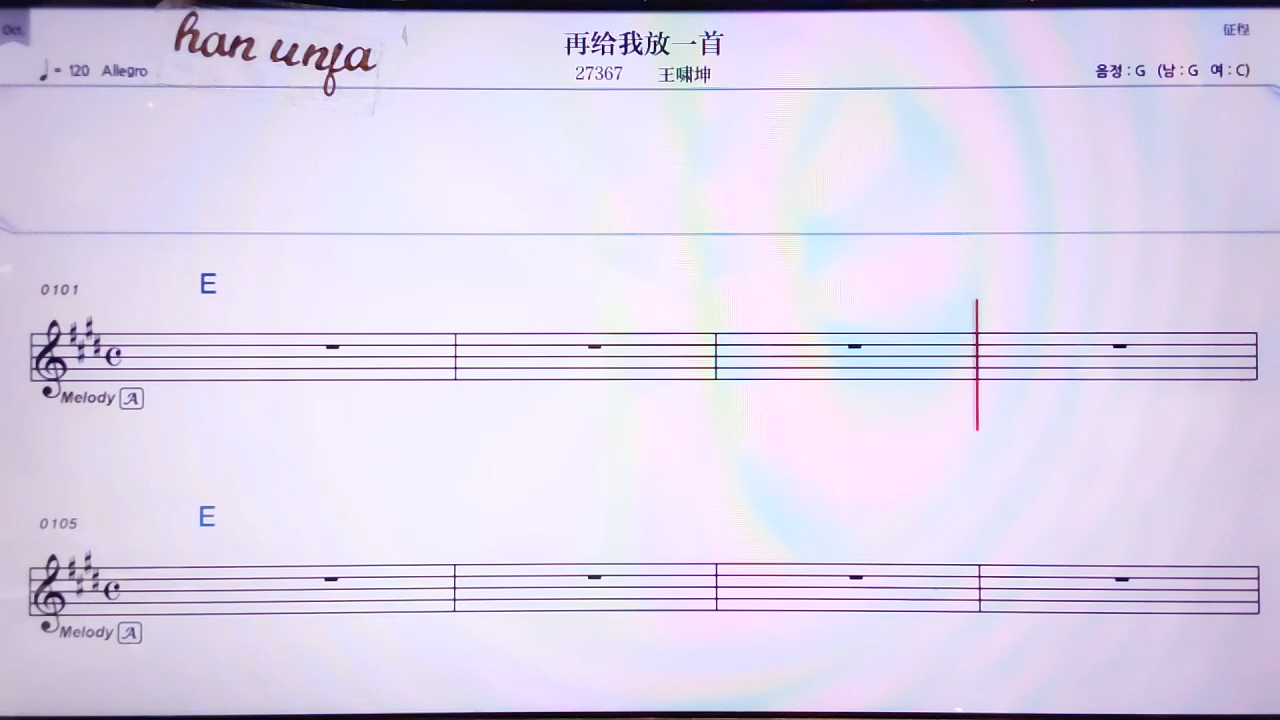 Oct.
han unfa
♩= 120 Allegro
再给我放一首
27367 王啸坤
征程
음정 : G (남 : G 여 : C)
0101
E
Melody A
0105
E
Melody A